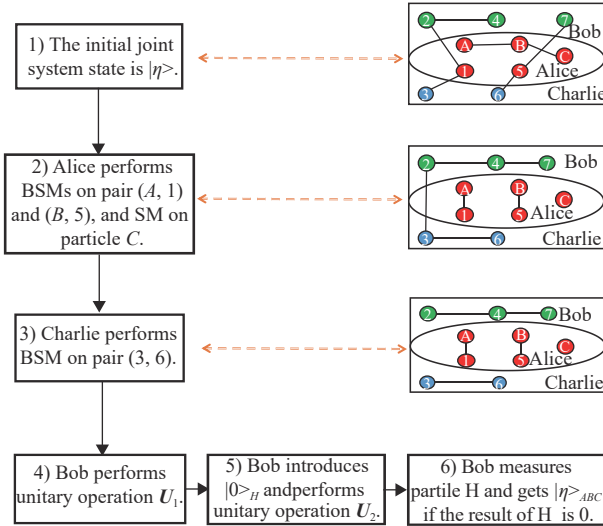 1) The initial joint
system state is |η>.
2 4 7
Bob
A B C
1 5
Alice
3 6
Charlie
2) Alice performs
BSMs on pair (A, 1)
and (B, 5), and SM on
particle C.
2 4 7 Bob
A B C
1 5 Alice
3 6 Charlie
3) Charlie performs
BSM on pair (3, 6).
2 4 7 Bob
A B C
1 5 Alice
3 6 Charlie
4) Bob performs
unitary operation U₁.
5) Bob introduces
|0>H andperforms
unitary operation U₂.
6) Bob measures
partile H and gets |η>ABC
if the result of H is 0.